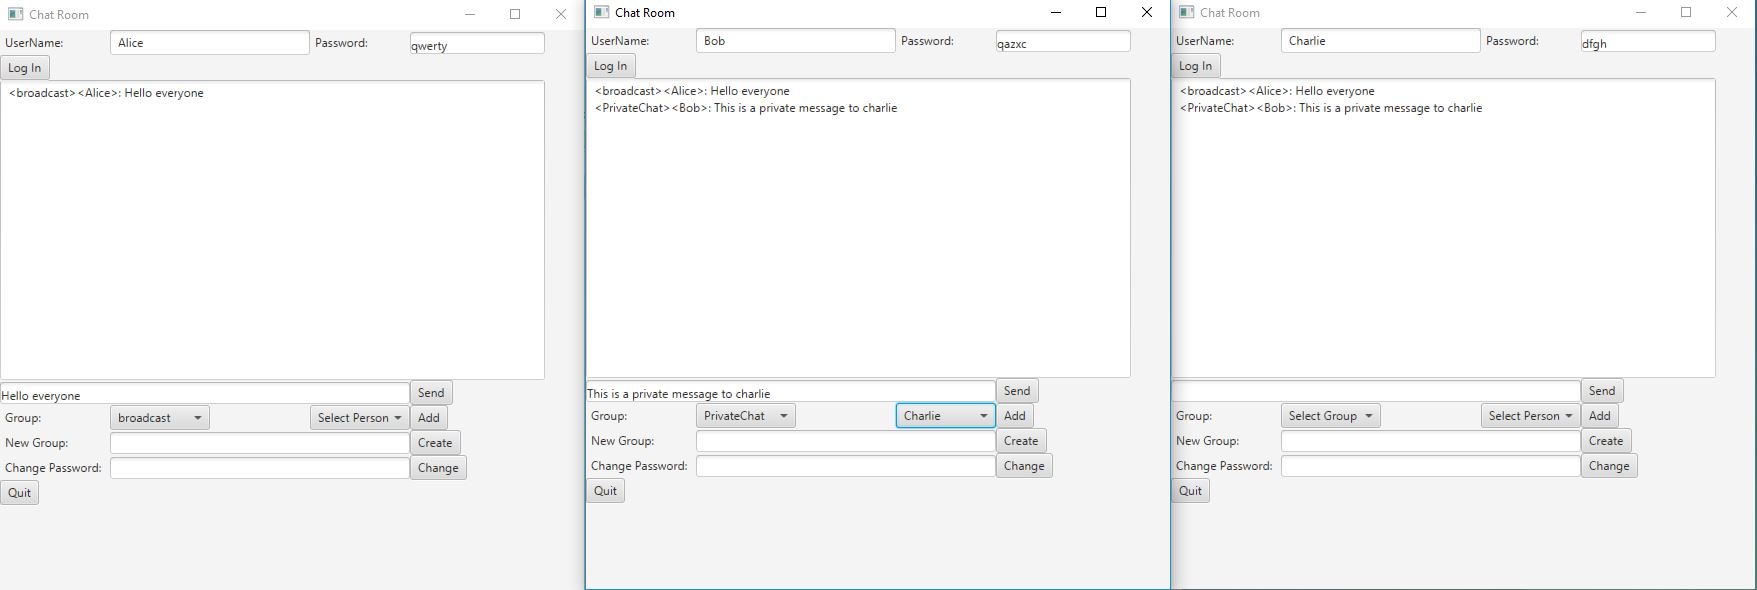 Chat Room
UserName: Alice Password: qwerty
Log In
<broadcast><Alice>: Hello everyone
Hello everyone Send
Group: broadcast Select Person Add
New Group: Create
Change Password: Change
Quit
Chat Room
UserName: Bob Password: qazxc
Log In
<broadcast><Alice>: Hello everyone
<PrivateChat><Bob>: This is a private message to charlie
This is a private message to charlie Send
Group: PrivateChat Charlie Add
New Group: Create
Change Password: Change
Quit
Chat Room
UserName: Charlie Password: dfgh
Log In
<broadcast><Alice>: Hello everyone
<PrivateChat><Bob>: This is a private message to charlie
Send
Group: Select Group Select Person Add
New Group: Create
Change Password: Change
Quit